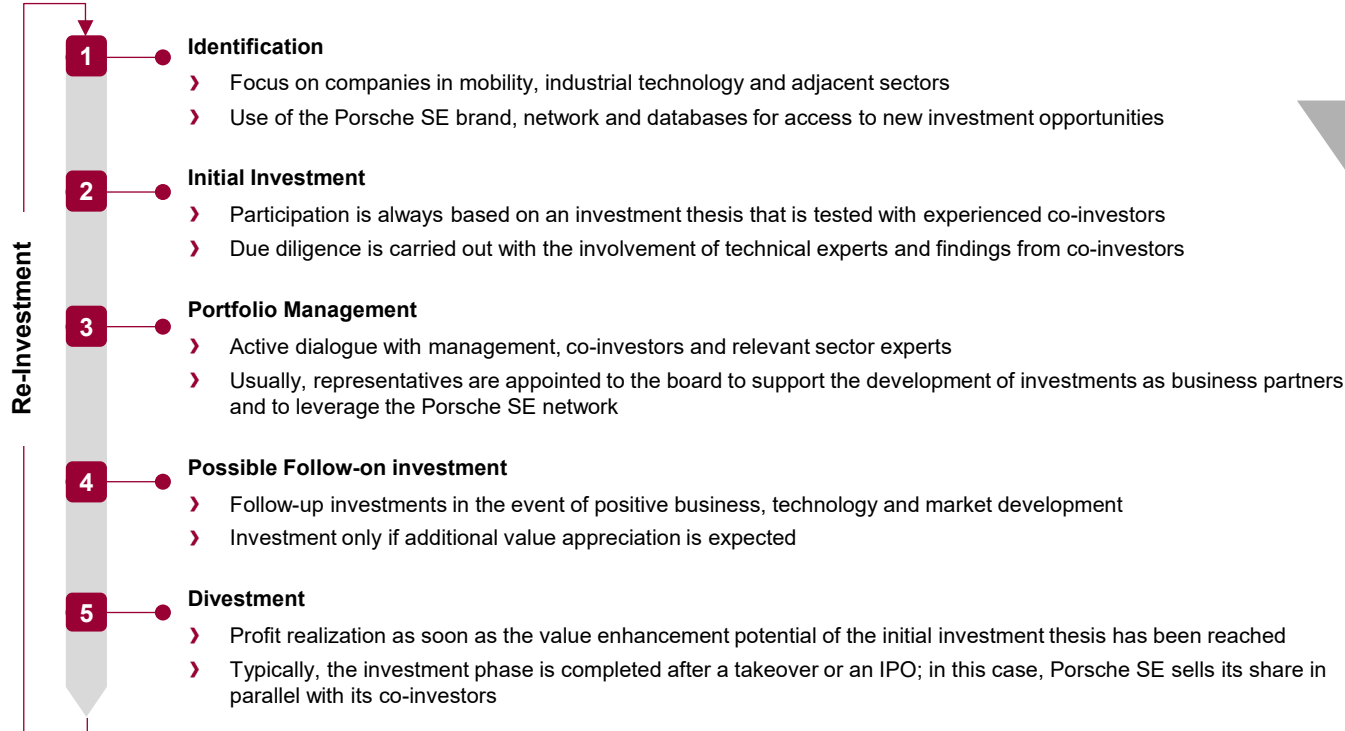 Re-Investment
1
Identification
❯ Focus on companies in mobility, industrial technology and adjacent sectors
❯ Use of the Porsche SE brand, network and databases for access to new investment opportunities
2
Initial Investment
❯ Participation is always based on an investment thesis that is tested with experienced co-investors
❯ Due diligence is carried out with the involvement of technical experts and findings from co-investors
3
Portfolio Management
❯ Active dialogue with management, co-investors and relevant sector experts
❯ Usually, representatives are appointed to the board to support the development of investments as business partners
and to leverage the Porsche SE network
4
Possible Follow-on investment
❯ Follow-up investments in the event of positive business, technology and market development
❯ Investment only if additional value appreciation is expected
5
Divestment
❯ Profit realization as soon as the value enhancement potential of the initial investment thesis has been reached
❯ Typically, the investment phase is completed after a takeover or an IPO; in this case, Porsche SE sells its share in
parallel with its co-investors